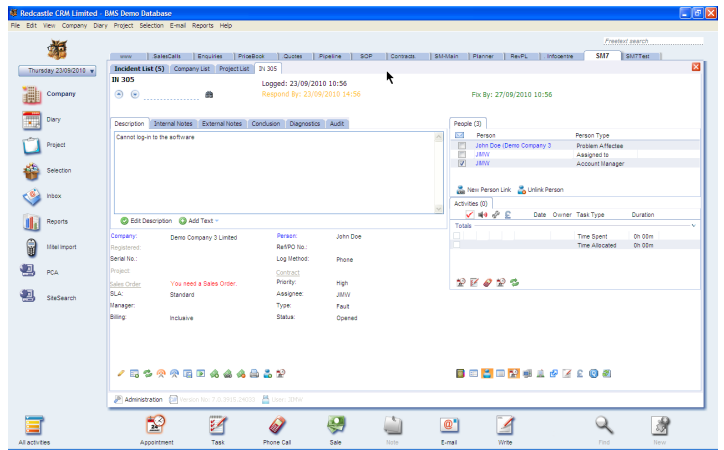 Redcastle CRM Limited - BMS Demo Database
File Edit View Company Diary Project Selection E-mail Reports Help
Freetext search
www SalesCalls Enquiries PriceBook Quotes Pipeline SOP Contracts SM-Main Planner RevPL Infocentre SM7 SM7Test
Thursday 23/09/2010
Incident List (5) Company List Project List IN 305
IN 305
Logged: 23/09/2010 10:56
Respond By: 23/09/2010 14:56
Fix By: 27/09/2010 10:56
Company
Diary
Project
Selection
Inbox
Reports
Mitel Import
PCA
SiteSearch
Description Internal Notes External Notes Conclusion Diagnostics Audit
Cannot log-in to the software
Edit Description Add Text
People (3)
Person Person Type
John Doe (Demo Company 3 Problem Affectee
JMW Assigned to
JMW Account Manager
New Person Link Unlink Person
Activities (0)
Date Owner Task Type Duration
Totals
Time Spent 0h 00m
Time Allocated 0h 00m
Company: Demo Company 3 Limited Person: John Doe
Registered: Ref/PO No.:
Serial No.: Log Method: Phone
Project: Contract
Sales Order You need a Sales Order. Priority: High
SLA: Standard Assignee: JMW
Manager: Type: Fault
Billing: Inclusive Status: Opened
Administration
All activities Appointment Task Phone Call Sale Note E-mail Write Find New